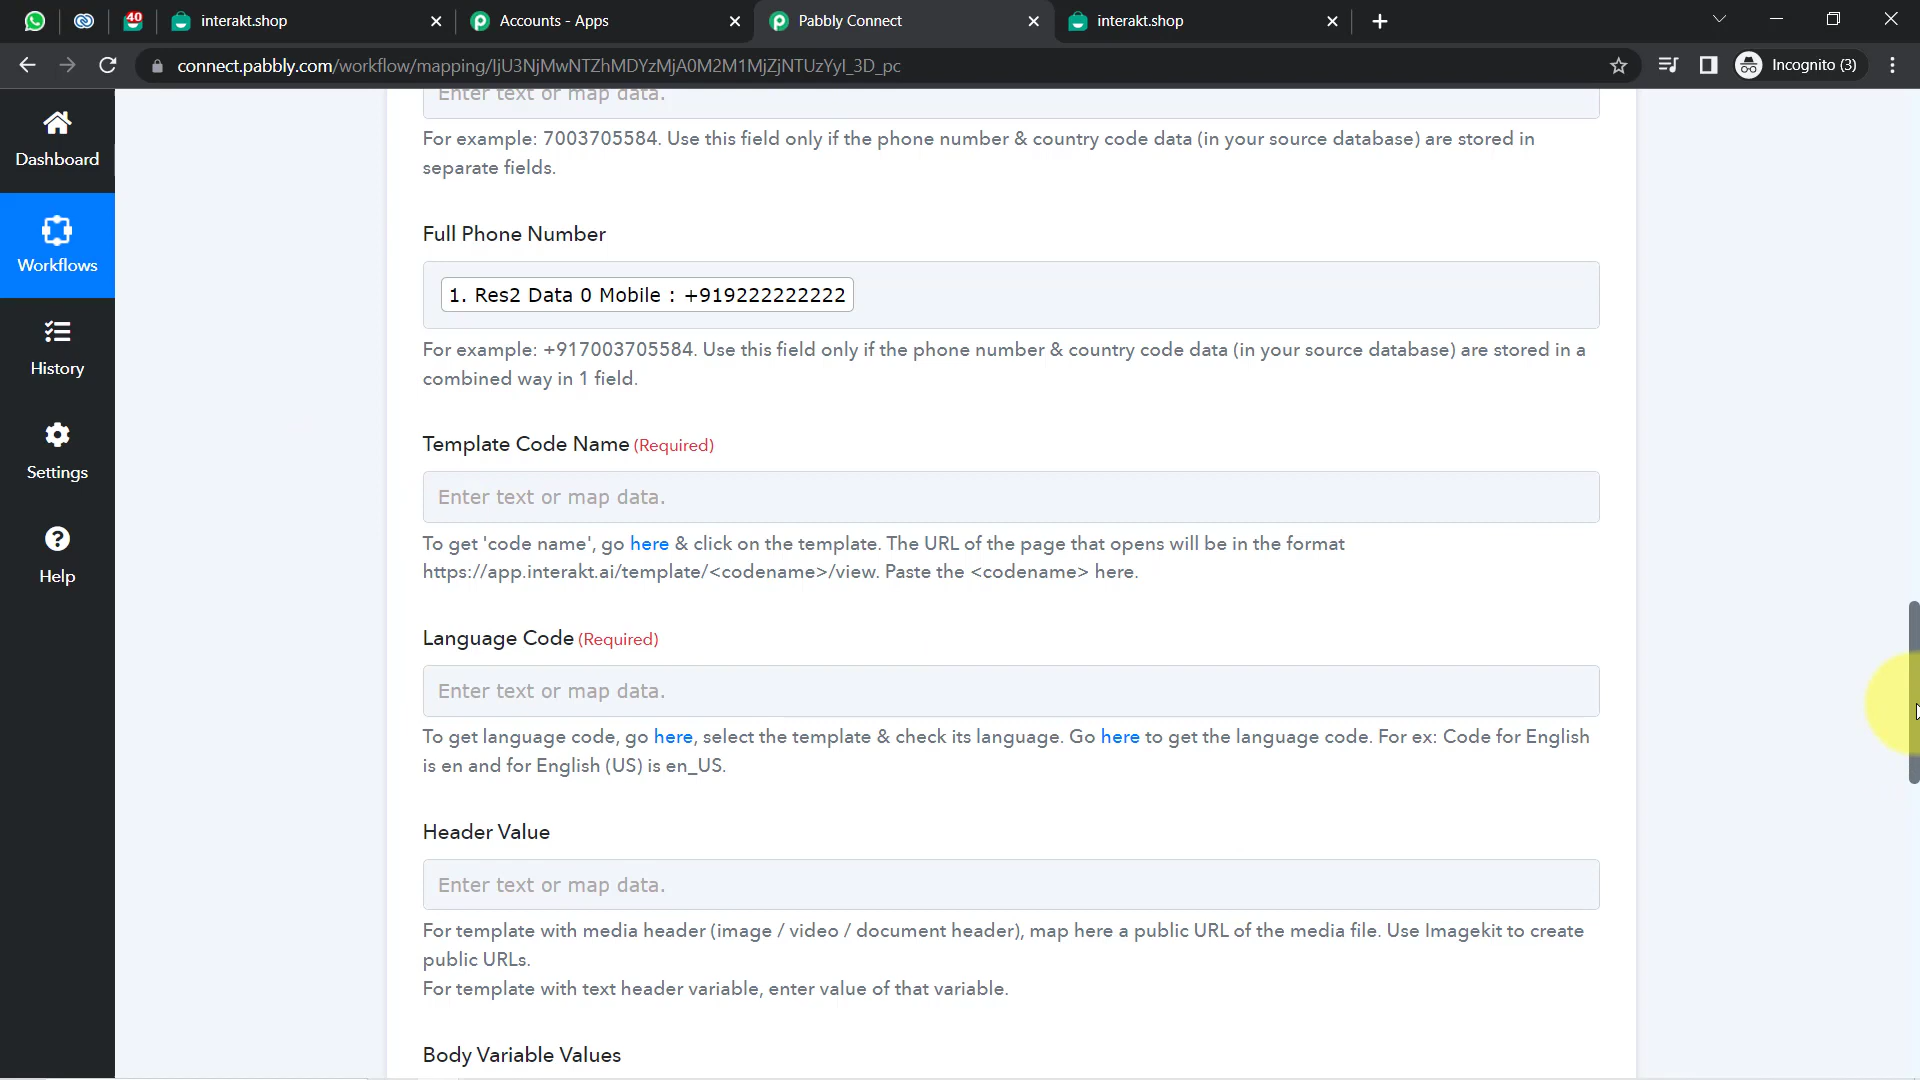 40
interakt.shop
Accounts - Apps
Pabbly Connect
interakt.shop
connect.pabbly.com/workflow/mapping/IjU3NjMwNTZhMDYzMjA0M2M1MjZjNTUzYyI_3D_pc
Incognito (3)
Dashboard
Workflows
History
Settings
Help
Enter text or map data.
For example: 7003705584. Use this field only if the phone number & country code data (in your source database) are stored in
separate fields.
Full Phone Number
1. Res2 Data 0 Mobile : +919222222222
For example: +917003705584. Use this field only if the phone number & country code data (in your source database) are stored in a
combined way in 1 field.
Template Code Name (Required)
Enter text or map data.
To get 'code name', go here & click on the template. The URL of the page that opens will be in the format
https://app.interakt.ai/template/<codename>/view. Paste the <codename> here.
Language Code (Required)
Enter text or map data.
To get language code, go here, select the template & check its language. Go here to get the language code. For ex: Code for English
is en and for English (US) is en_US.
Header Value
Enter text or map data.
For template with media header (image / video / document header), map here a public URL of the media file. Use Imagekit to create
public URLs.
For template with text header variable, enter value of that variable.
Body Variable Values